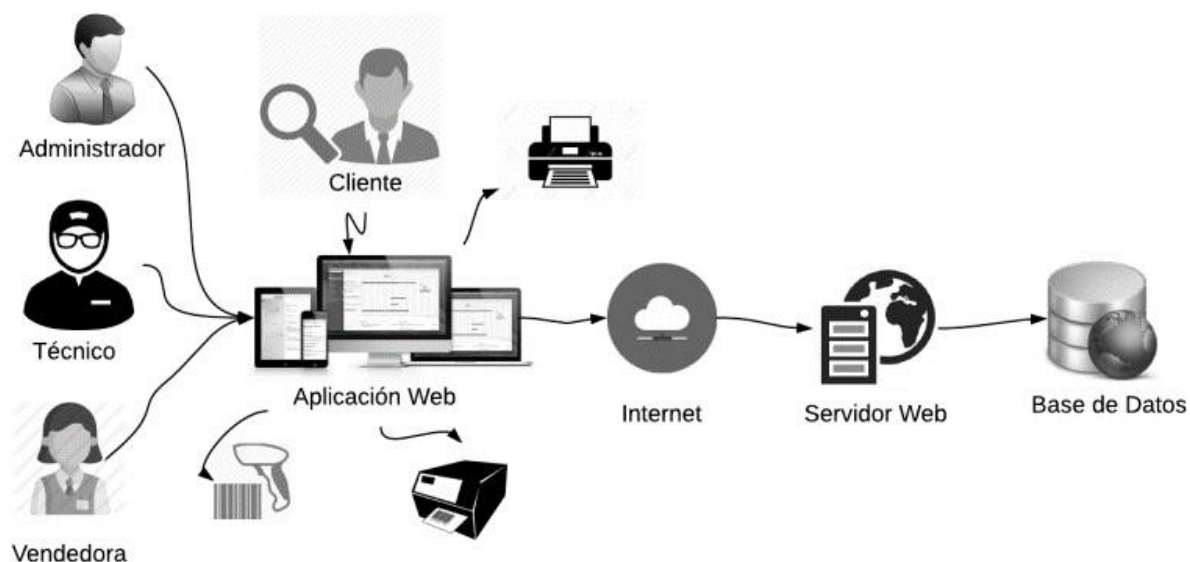 Administrador
Cliente
Técnico
Aplicación Web
Internet
Servidor Web
Base de Datos
Vendedora